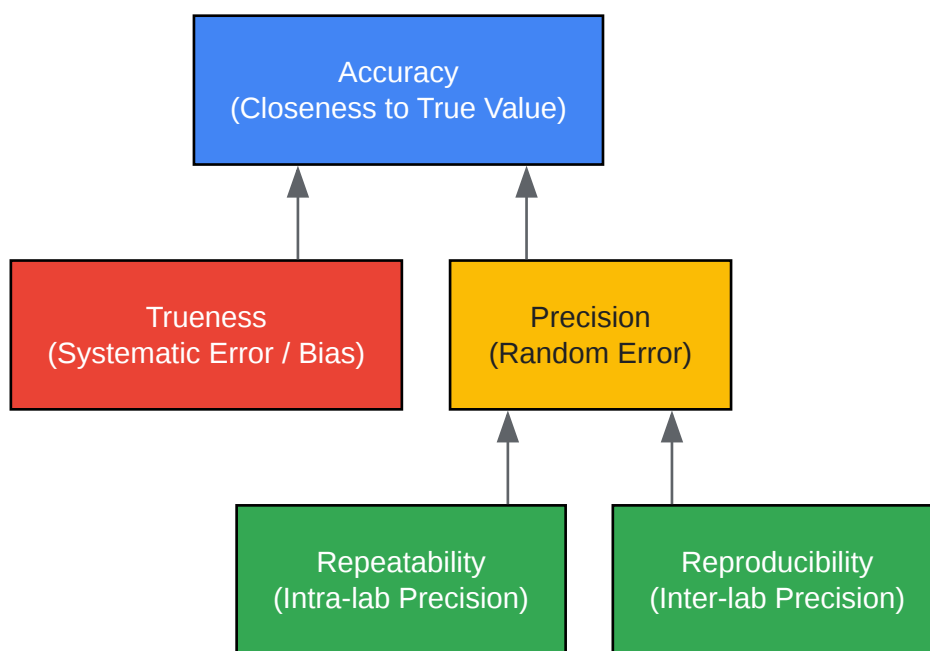 Accuracy
(Closeness to True Value)
Trueness
(Systematic Error / Bias)
Precision
(Random Error)
Repeatability
(Intra-lab Precision)
Reproducibility
(Inter-lab Precision)